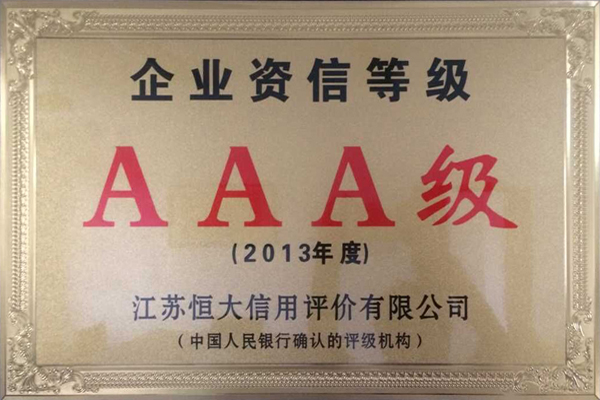 企业资信等级
AAA级
(2013年度)
江苏恒大信用评价有限公司
(中国人民银行确认的评级机构)